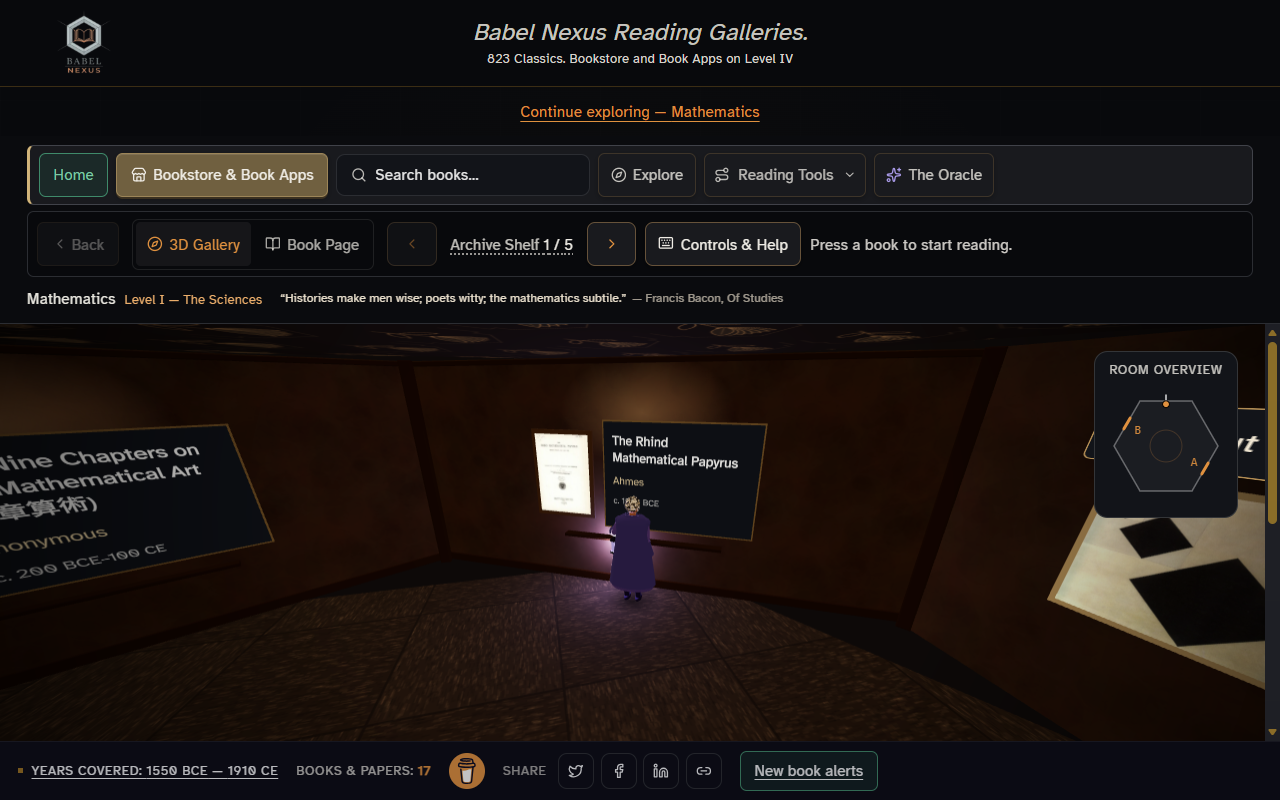 BABEL
NEXUS
Babel Nexus Reading Galleries.
823 Classics. Bookstore and Book Apps on Level IV
Continue exploring — Mathematics
Home
Bookstore & Book Apps
Search books...
Explore
Reading Tools
The Oracle
Back
3D Gallery
Book Page
Archive Shelf 1 / 5
Controls & Help
Press a book to start reading.
Mathematics
Level I — The Sciences
“Histories make men wise; poets witty; the mathematics subtile.”
— Francis Bacon, Of Studies
Nine Chapters on
Mathematical Art
章算術)
nonymous
c. 200 BCE–100 CE
The Rhind
Mathematical Papyrus
Ahmes
BCE
ROOM OVERVIEW
B
A
YEARS COVERED: 1550 BCE — 1910 CE
BOOKS & PAPERS: 17
SHARE
New book alerts